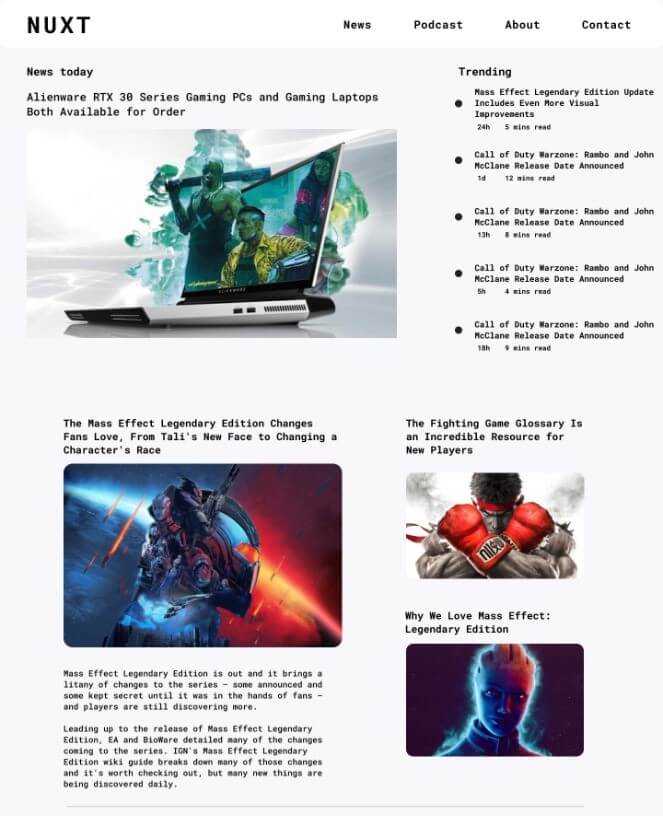 NUXT
News
Podcast
About
Contact
News today
Alienware RTX 30 Series Gaming PCs and Gaming Laptops
Both Available for Order
ALIENWARE
Trending
Mass Effect Legendary Edition Update
Includes Even More Visual
Improvements
24h 5 mins read
Call of Duty Warzone: Rambo and John
McClane Release Date Announced
1d 12 mins read
Call of Duty Warzone: Rambo and John
McClane Release Date Announced
13h 8 mins read
Call of Duty Warzone: Rambo and John
McClane Release Date Announced
5h 4 mins read
Call of Duty Warzone: Rambo and John
McClane Release Date Announced
18h 9 mins read
The Mass Effect Legendary Edition Changes
Fans Love, From Tali's New Face to Changing a
Character's Race
Mass Effect Legendary Edition is out and it brings a
litany of changes to the series – some announced and
some kept secret until it was in the hands of fans –
and players are still discovering more.
Leading up to the release of Mass Effect Legendary
Edition, EA and BioWare detailed many of the changes
coming to the series. IGN's Mass Effect Legendary
Edition wiki guide breaks down many of those changes
and it's worth checking out, but many new things are
being discovered daily.
The Fighting Game Glossary Is
an Incredible Resource for
New Players
Why We Love Mass Effect:
Legendary Edition